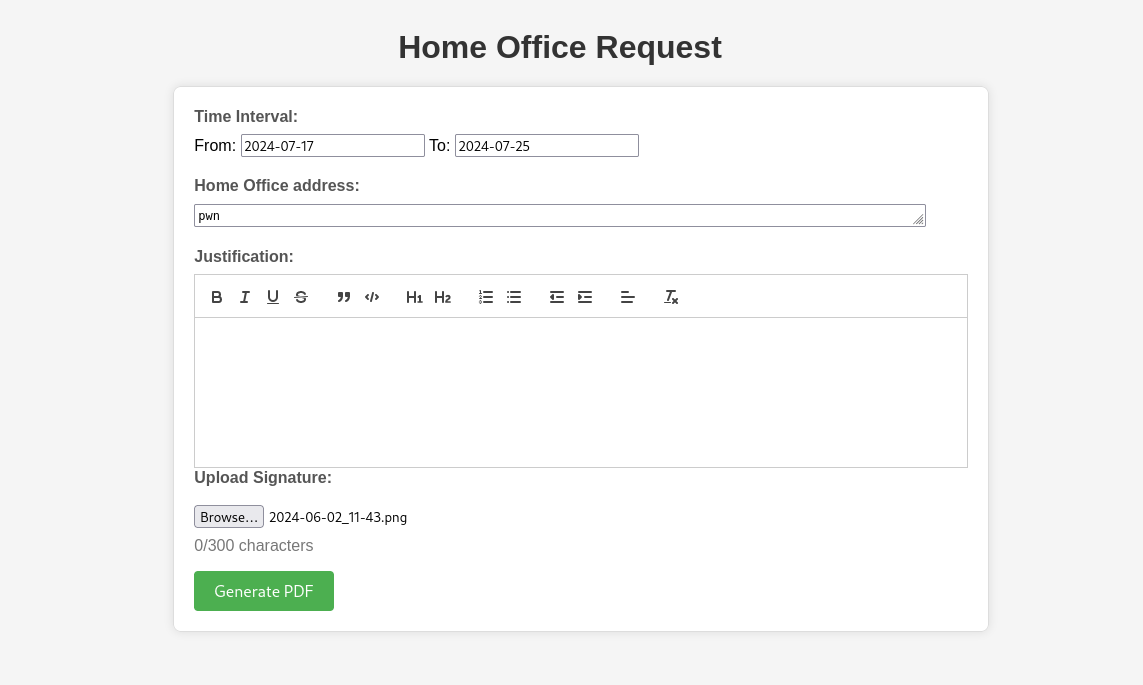 Home Office Request
Time Interval:
From: 2024-07-17 To: 2024-07-25
Home Office address:
pwn
Justification:
B I U S H1 H2
Upload Signature:
Browse... 2024-06-02_11-43.png
0/300 characters
Generate PDF